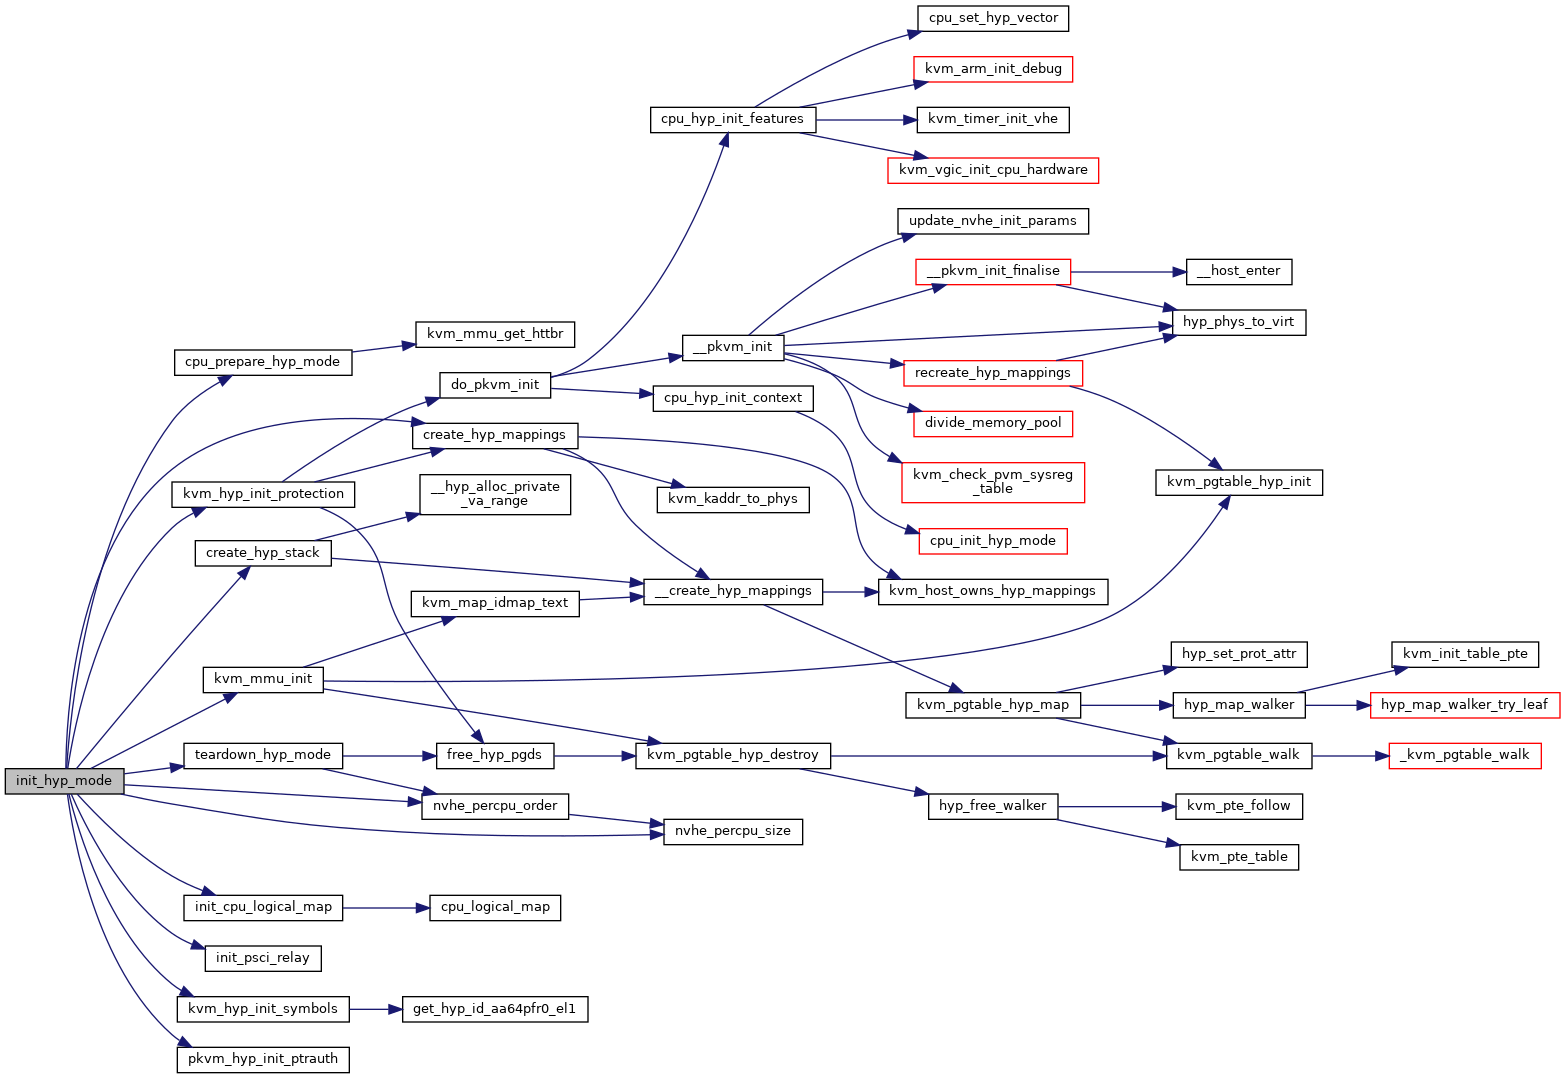 cpu_set_hyp_vector
kvm_arm_init_debug
cpu_hyp_init_features
kvm_timer_init_vhe
kvm_vgic_init_cpu_hardware
update_nvhe_init_params
__pkvm_init_finalise
__host_enter
hyp_phys_to_virt
kvm_mmu_get_httbr
cpu_prepare_hyp_mode
__pkvm_init
recreate_hyp_mappings
do_pkvm_init
cpu_hyp_init_context
divide_memory_pool
create_hyp_mappings
kvm_check_pvm_sysreg
_table
kvm_pgtable_hyp_init
kvm_hyp_init_protection
__hyp_alloc_private
_va_range
kvm_kaddr_to_phys
cpu_init_hyp_mode
create_hyp_stack
__create_hyp_mappings
kvm_host_owns_hyp_mappings
kvm_map_idmap_text
hyp_set_prot_attr
kvm_init_table_pte
kvm_mmu_init
kvm_pgtable_hyp_map
hyp_map_walker
hyp_map_walker_try_leaf
teardown_hyp_mode
free_hyp_pgds
kvm_pgtable_hyp_destroy
kvm_pgtable_walk
_kvm_pgtable_walk
init_hyp_mode
nvhe_percpu_order
hyp_free_walker
kvm_pte_follow
nvhe_percpu_size
kvm_pte_table
init_cpu_logical_map
cpu_logical_map
init_psci_relay
kvm_hyp_init_symbols
get_hyp_id_aa64pfr0_el1
pkvm_hyp_init_ptrauth